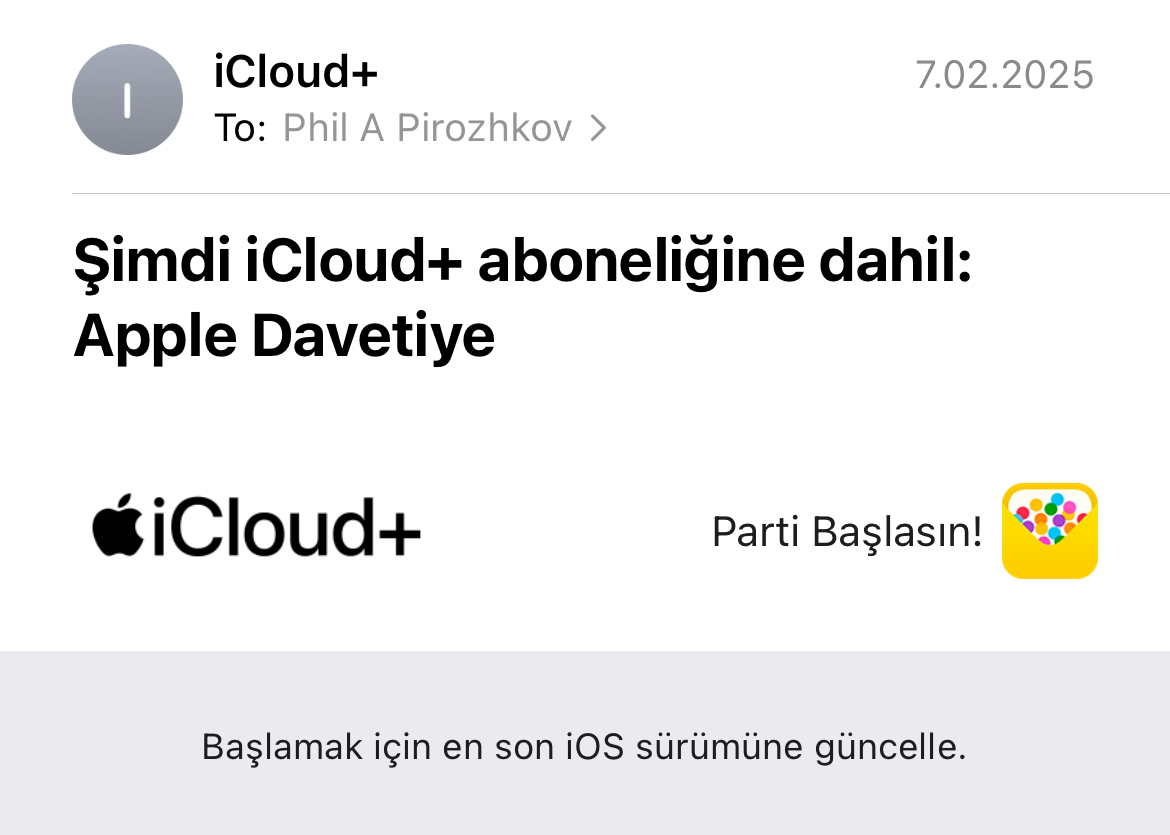 I
iCloud+
7.02.2025
To: Phil A Pirozhkov
Şimdi iCloud+ aboneliğine dahil:
Apple Davetiye
iCloud+
Parti Başlasın!
Başlamak için en son iOS sürümüne güncelle.